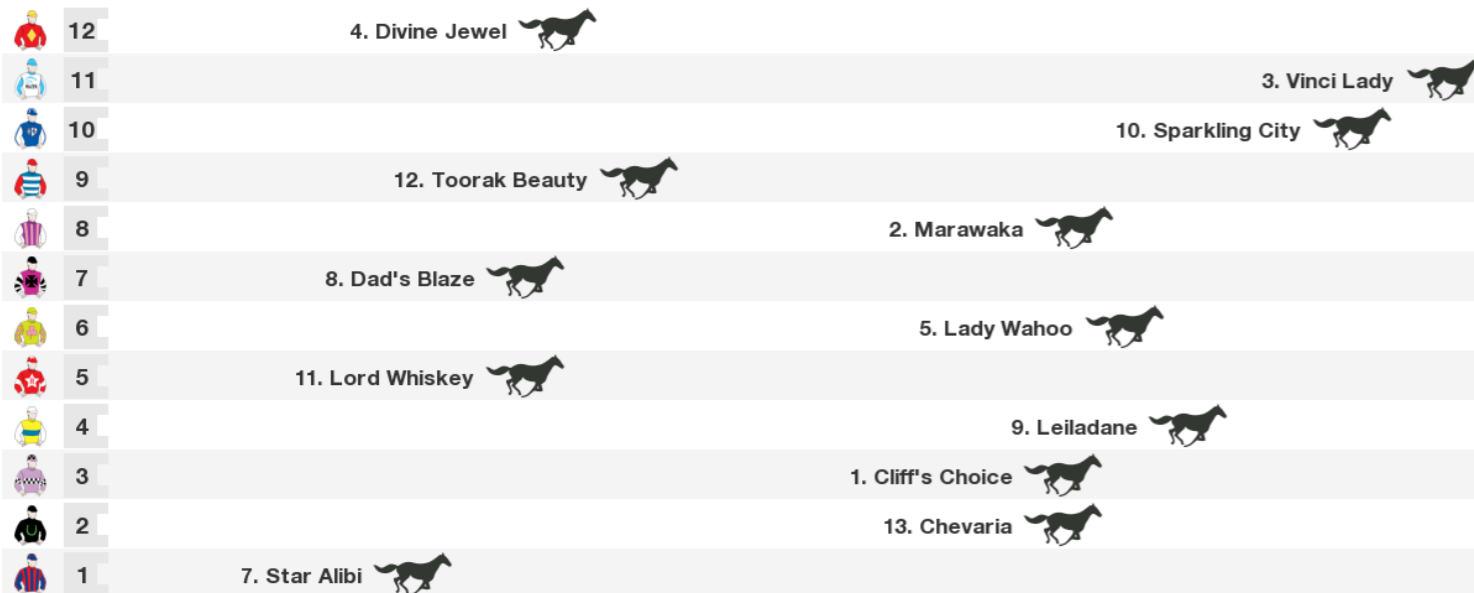 12 4. Divine Jewel
11 3. Vinci Lady
10 10. Sparkling City
9 12. Toorak Beauty
8 2. Marawaka
7 8. Dad's Blaze
6 5. Lady Wahoo
5 11. Lord Whiskey
4 9. Leiladane
3 1. Cliff's Choice
2 13. Chevaria
1 7. Star Alibi